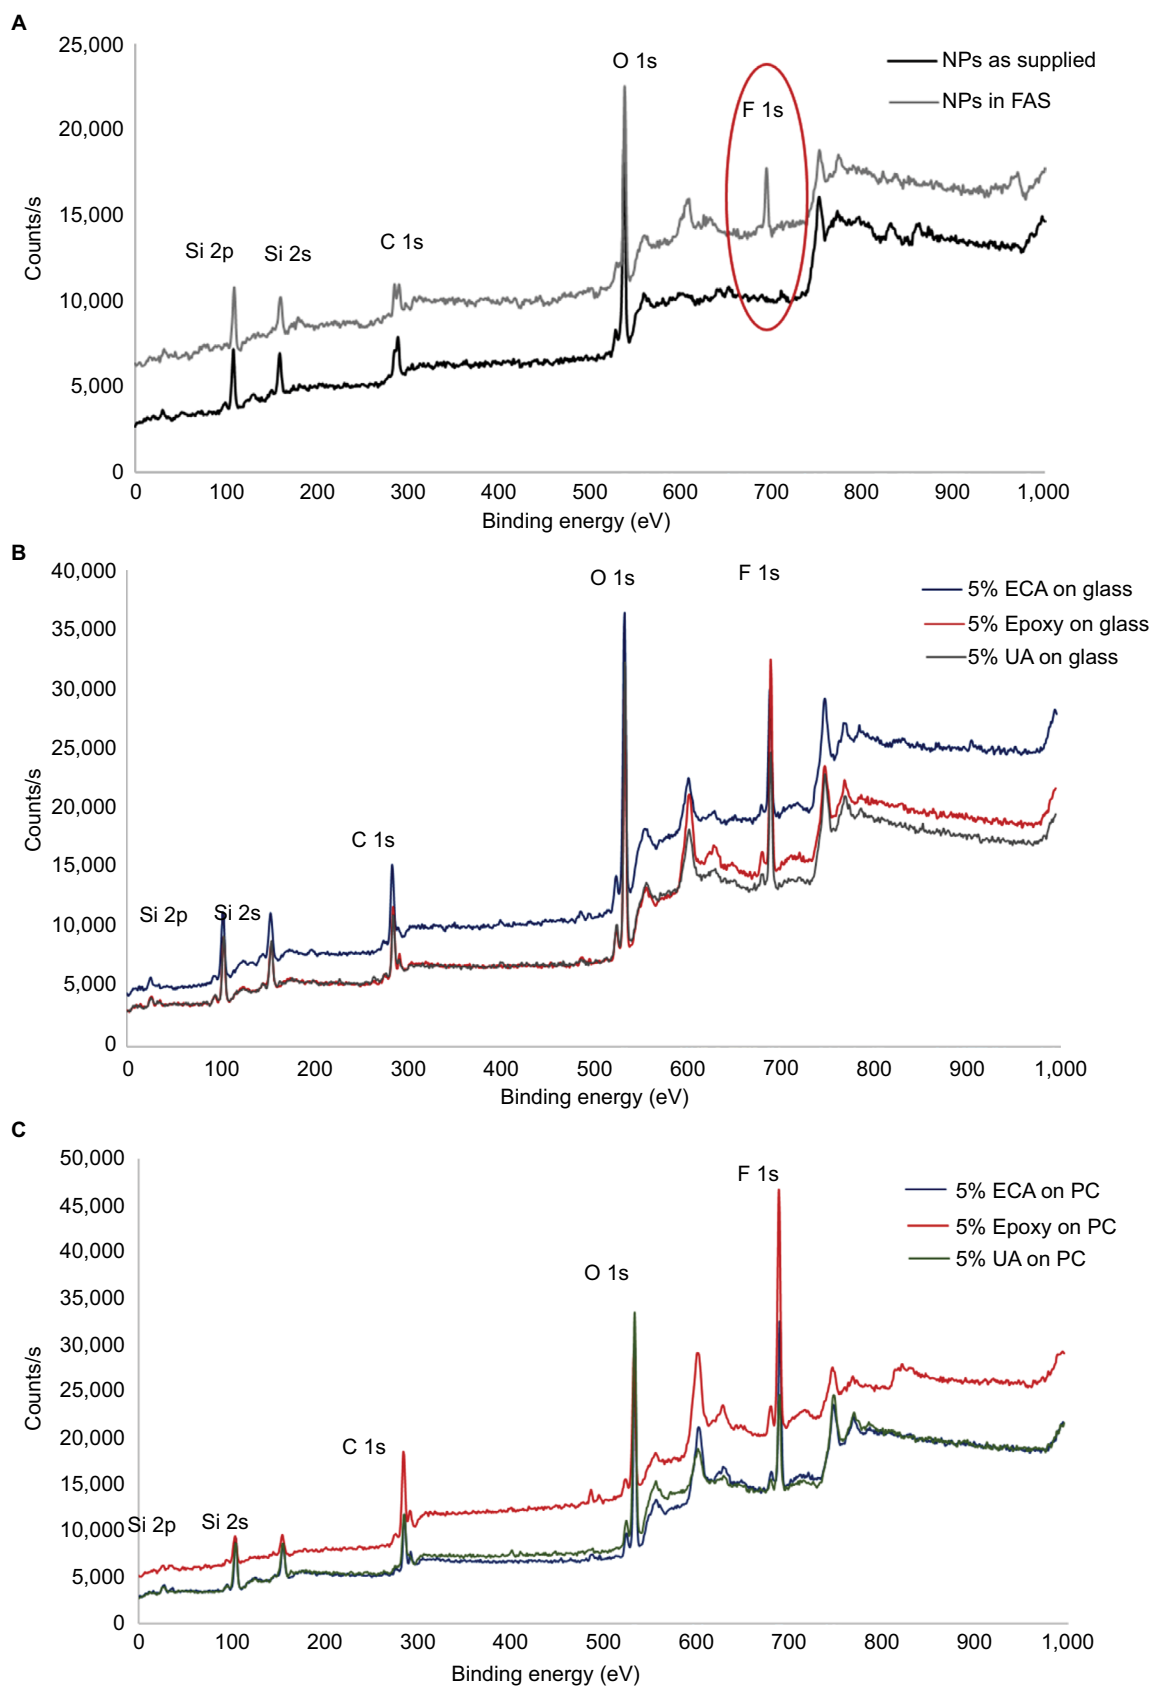 A
25,000
20,000
15,000
10,000
5,000
0
Counts/s
O 1s
F 1s
Si 2p
Si 2s
C 1s
NPs as supplied
NPs in FAS
0 100 200 300 400 500 600 700 800 900 1,000
Binding energy (eV)
B
40,000
35,000
30,000
25,000
20,000
15,000
10,000
5,000
0
Counts/s
O 1s
F 1s
C 1s
Si 2p
Si 2s
5% ECA on glass
5% Epoxy on glass
5% UA on glass
0 100 200 300 400 500 600 700 800 900 1,000
Binding energy (eV)
C
50,000
45,000
40,000
35,000
30,000
25,000
20,000
15,000
10,000
5,000
0
Counts/s
F 1s
O 1s
C 1s
Si 2p
Si 2s
5% ECA on PC
5% Epoxy on PC
5% UA on PC
0 100 200 300 400 500 600 700 800 900 1,000
Binding energy (eV)